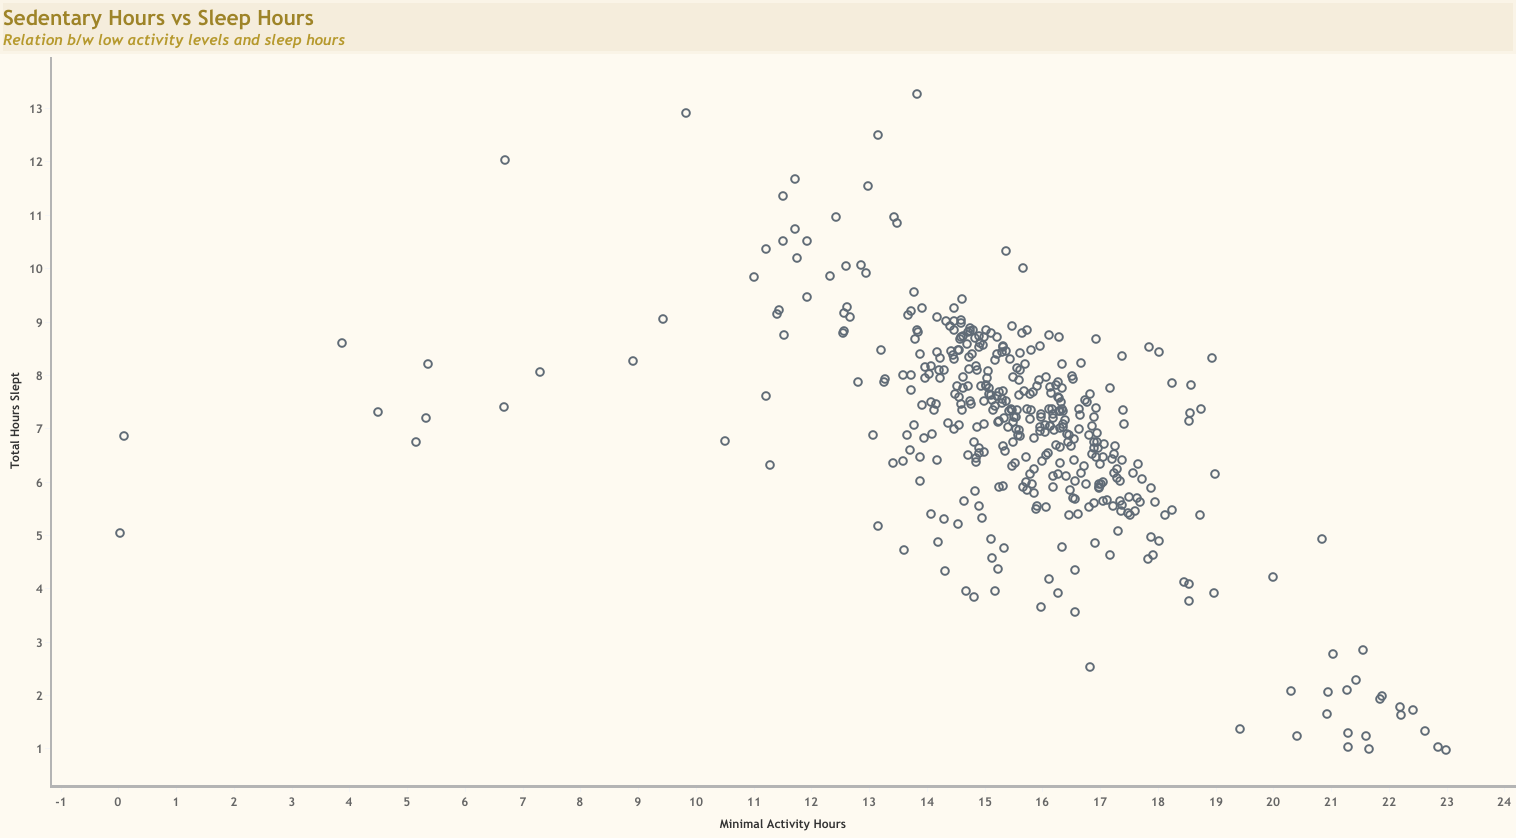 Sedentary Hours vs Sleep Hours
Relation b/w low activity levels and sleep hours
Total Hours Slept
13
12
11
10
9
8
7
6
5
4
3
2
1
-1 0 1 2 3 4 5 6 7 8 9 10 11 12 13 14 15 16 17 18 19 20 21 22 23 24
Minimal Activity Hours